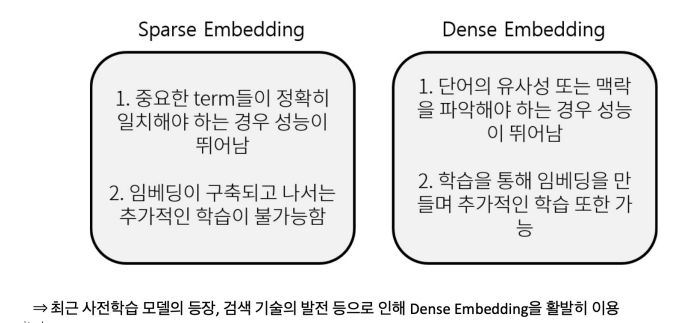 Sparse Embedding
1. 중요한 term들이 정확히
일치해야 하는 경우 성능이
뛰어남
2. 임베딩이 구축되고 나서는
추가적인 학습이 불가능함
Dense Embedding
1. 단어의 유사성 또는 맥락
을 파악해야 하는 경우 성능
이 뛰어남
2. 학습을 통해 임베딩을 만
들며 추가적인 학습 또한 가
능
⇒ 최근 사전학습 모델의 등장, 검색 기술의 발전 등으로 인해 Dense Embedding을 활발히 이용